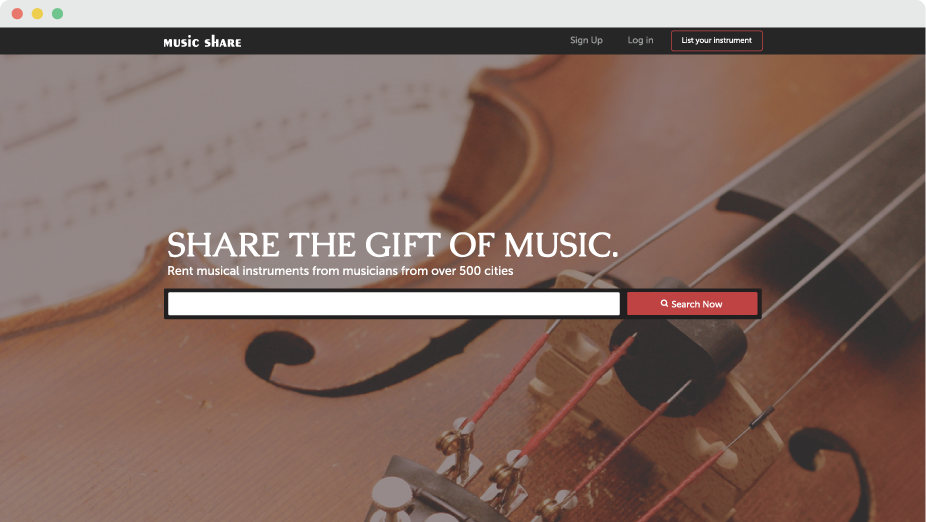 MUSIC SHARE
Sign Up
Log in
List your instrument
SHARE THE GIFT OF MUSIC.
Rent musical instruments from musicians from over 500 cities
Search Now